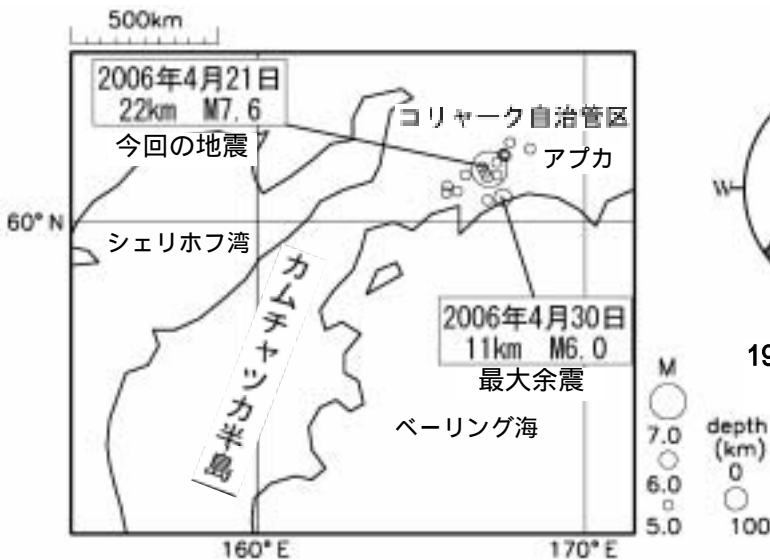 500km
2006年4月21日
22km M7.6
今回の地震
コリャーク自治管区
アプカ
W
60°N
シェリホフ湾
カムチャツカ半島
2006年4月30日
11km M6.0
最大余震
19
ベーリング海
M
7.0
6.0
5.0
depth
(km)
0
100
160°E
170°E